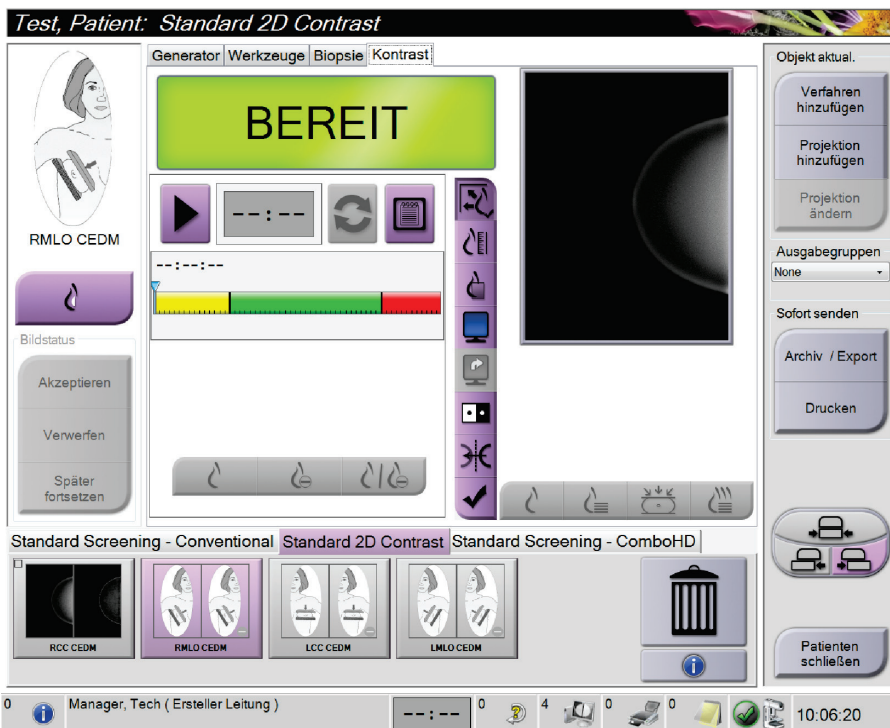 Test, Patient: Standard 2D Contrast
Generator Werkzeuge Biopsie Kontrast
BEREIT
--:--
--:--:--
RMLO CEDM
Bildstatus
Akzeptieren
Verwerfen
Später
fortsetzen
Objekt aktual.
Verfahren
hinzufügen
Projektion
hinzufügen
Projektion
ändern
Ausgabegruppen
None
Sofort senden
Archiv / Export
Drucken
Standard Screening - Conventional Standard 2D Contrast Standard Screening - ComboHD
RCC CEDM RMLO CEDM LCC CEDM LMLO CEDM
Patienten
schließen
0 Manager, Tech ( Ersteller Leitung ) --:-- 0 4 0 0 10:06:20